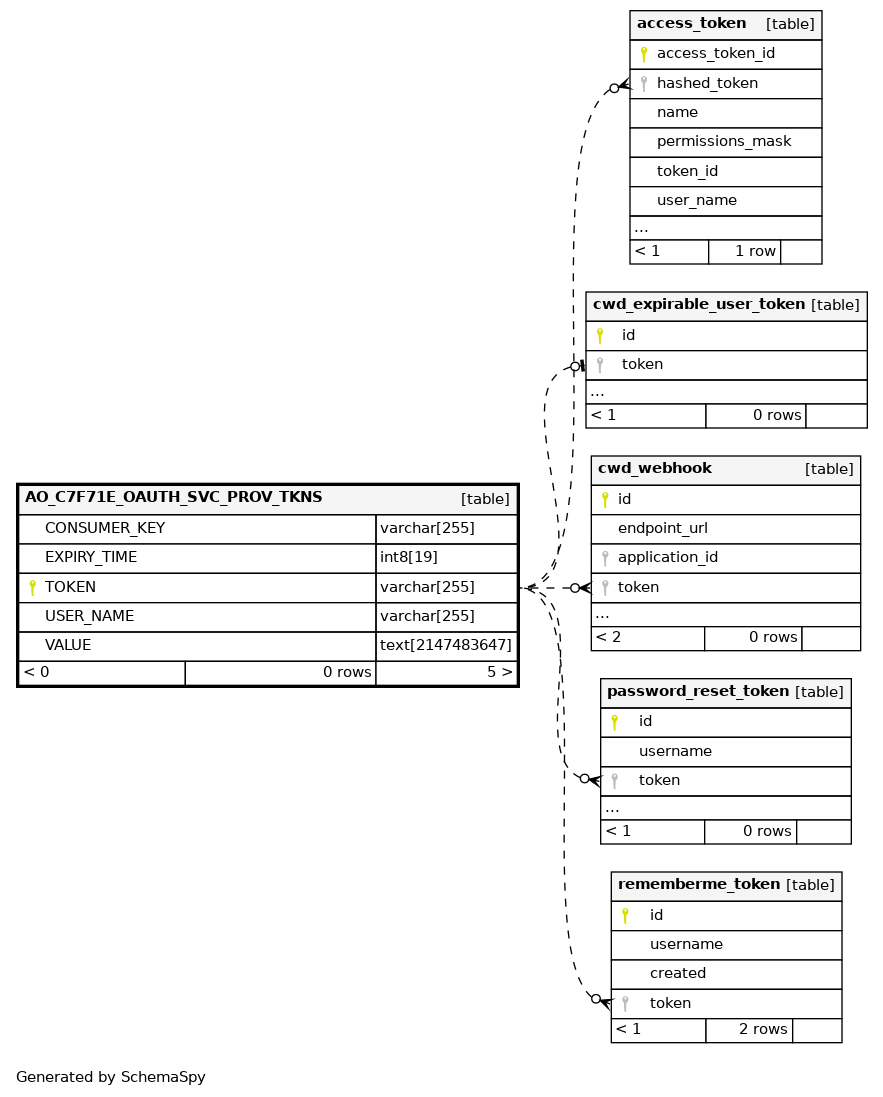 access_token [table]
access_token_id
hashed_token
name
permissions_mask
token_id
user_name
...
< 1 1 row
cwd_expirable_user_token [table]
id
token
...
< 1 0 rows
cwd_webhook [table]
id
endpoint_url
application_id
token
...
< 2 0 rows
AO_C7F71E_OAUTH_SVC_PROV_TKNS [table]
CONSUMER_KEY varchar[255]
EXPIRY_TIME int8[19]
TOKEN varchar[255]
USER_NAME varchar[255]
VALUE text[2147483647]
< 0 0 rows 5 >
password_reset_token [table]
id
username
token
...
< 1 0 rows
rememberme_token [table]
id
username
created
token
< 1 2 rows
Generated by SchemaSpy